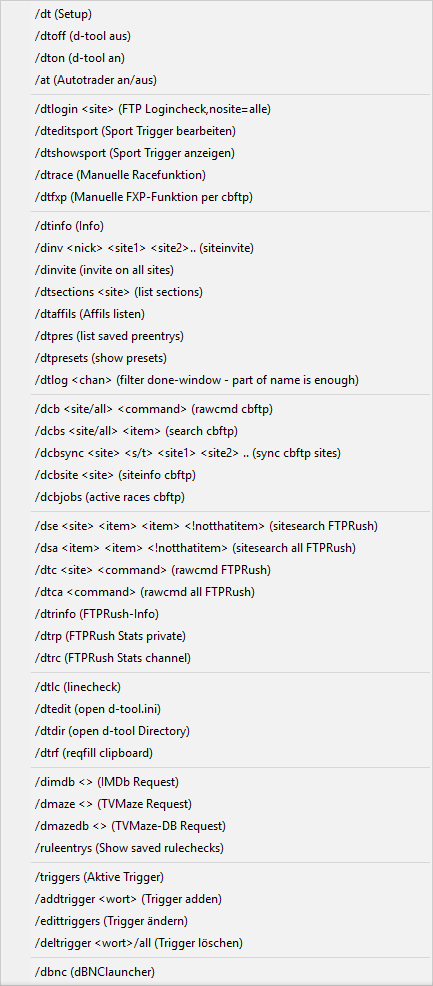 /dt (Setup)
/dtoff (d-tool aus)
/dton (d-tool an)
/at (Autotrader an/aus)
/dtlogin <site> (FTP Logincheck,nosite=alle)
/dteditsport (Sport Trigger bearbeiten)
/dtshowsport (Sport Trigger anzeigen)
/dtrace (Manuelle Racefunktion)
/dtfxp (Manuelle FXP-Funktion per cbftp)
/dtinfo (Info)
/dinv <nick> <site1> <site2>.. (siteinvite)
/dinvite (invite on all sites)
/dtsections <site> (list sections)
/dtaffils (Affils listen)
/dtpres (list saved preentrys)
/dtpresets (show presets)
/dtlog <chan> (filter done-window - part of name is enough)
/dcb <site/all> <command> (rawcmd cbftp)
/dcbs <site/all> <item> (search cbftp)
/dcbsync <site> <s/t> <site1> <site2> .. (sync cbftp sites)
/dcbsite <site> (siteinfo cbftp)
/dcbjobs (active races cbftp)
/dse <site> <item> <item> <!notthatitem> (sitesearch FTPRush)
/dsa <item> <item> <!notthatitem> (sitesearch all FTPRush)
/dtc <site> <command> (rawcmd FTPRush)
/dtca <command> (rawcmd all FTPRush)
/dtrinfo (FTPRush-Info)
/dtrp (FTPRush Stats private)
/dtrc (FTPRush Stats channel)
/dtlc (linecheck)
/dtedit (open d-tool.ini)
/dtdir (open d-tool Directory)
/dtrf (reqfill clipboard)
/dimdb <> (IMDb Request)
/dmaze <> (TVMaze Request)
/dmazedb <> (TVMaze-DB Request)
/ruleentrys (Show saved rulechecks)
/triggers (Aktive Trigger)
/addtrigger <wort> (Trigger adden)
/edittriggers (Trigger ändern)
/deltrigger <wort>/all (Trigger löschen)
/dbnc (dBNClauncher)